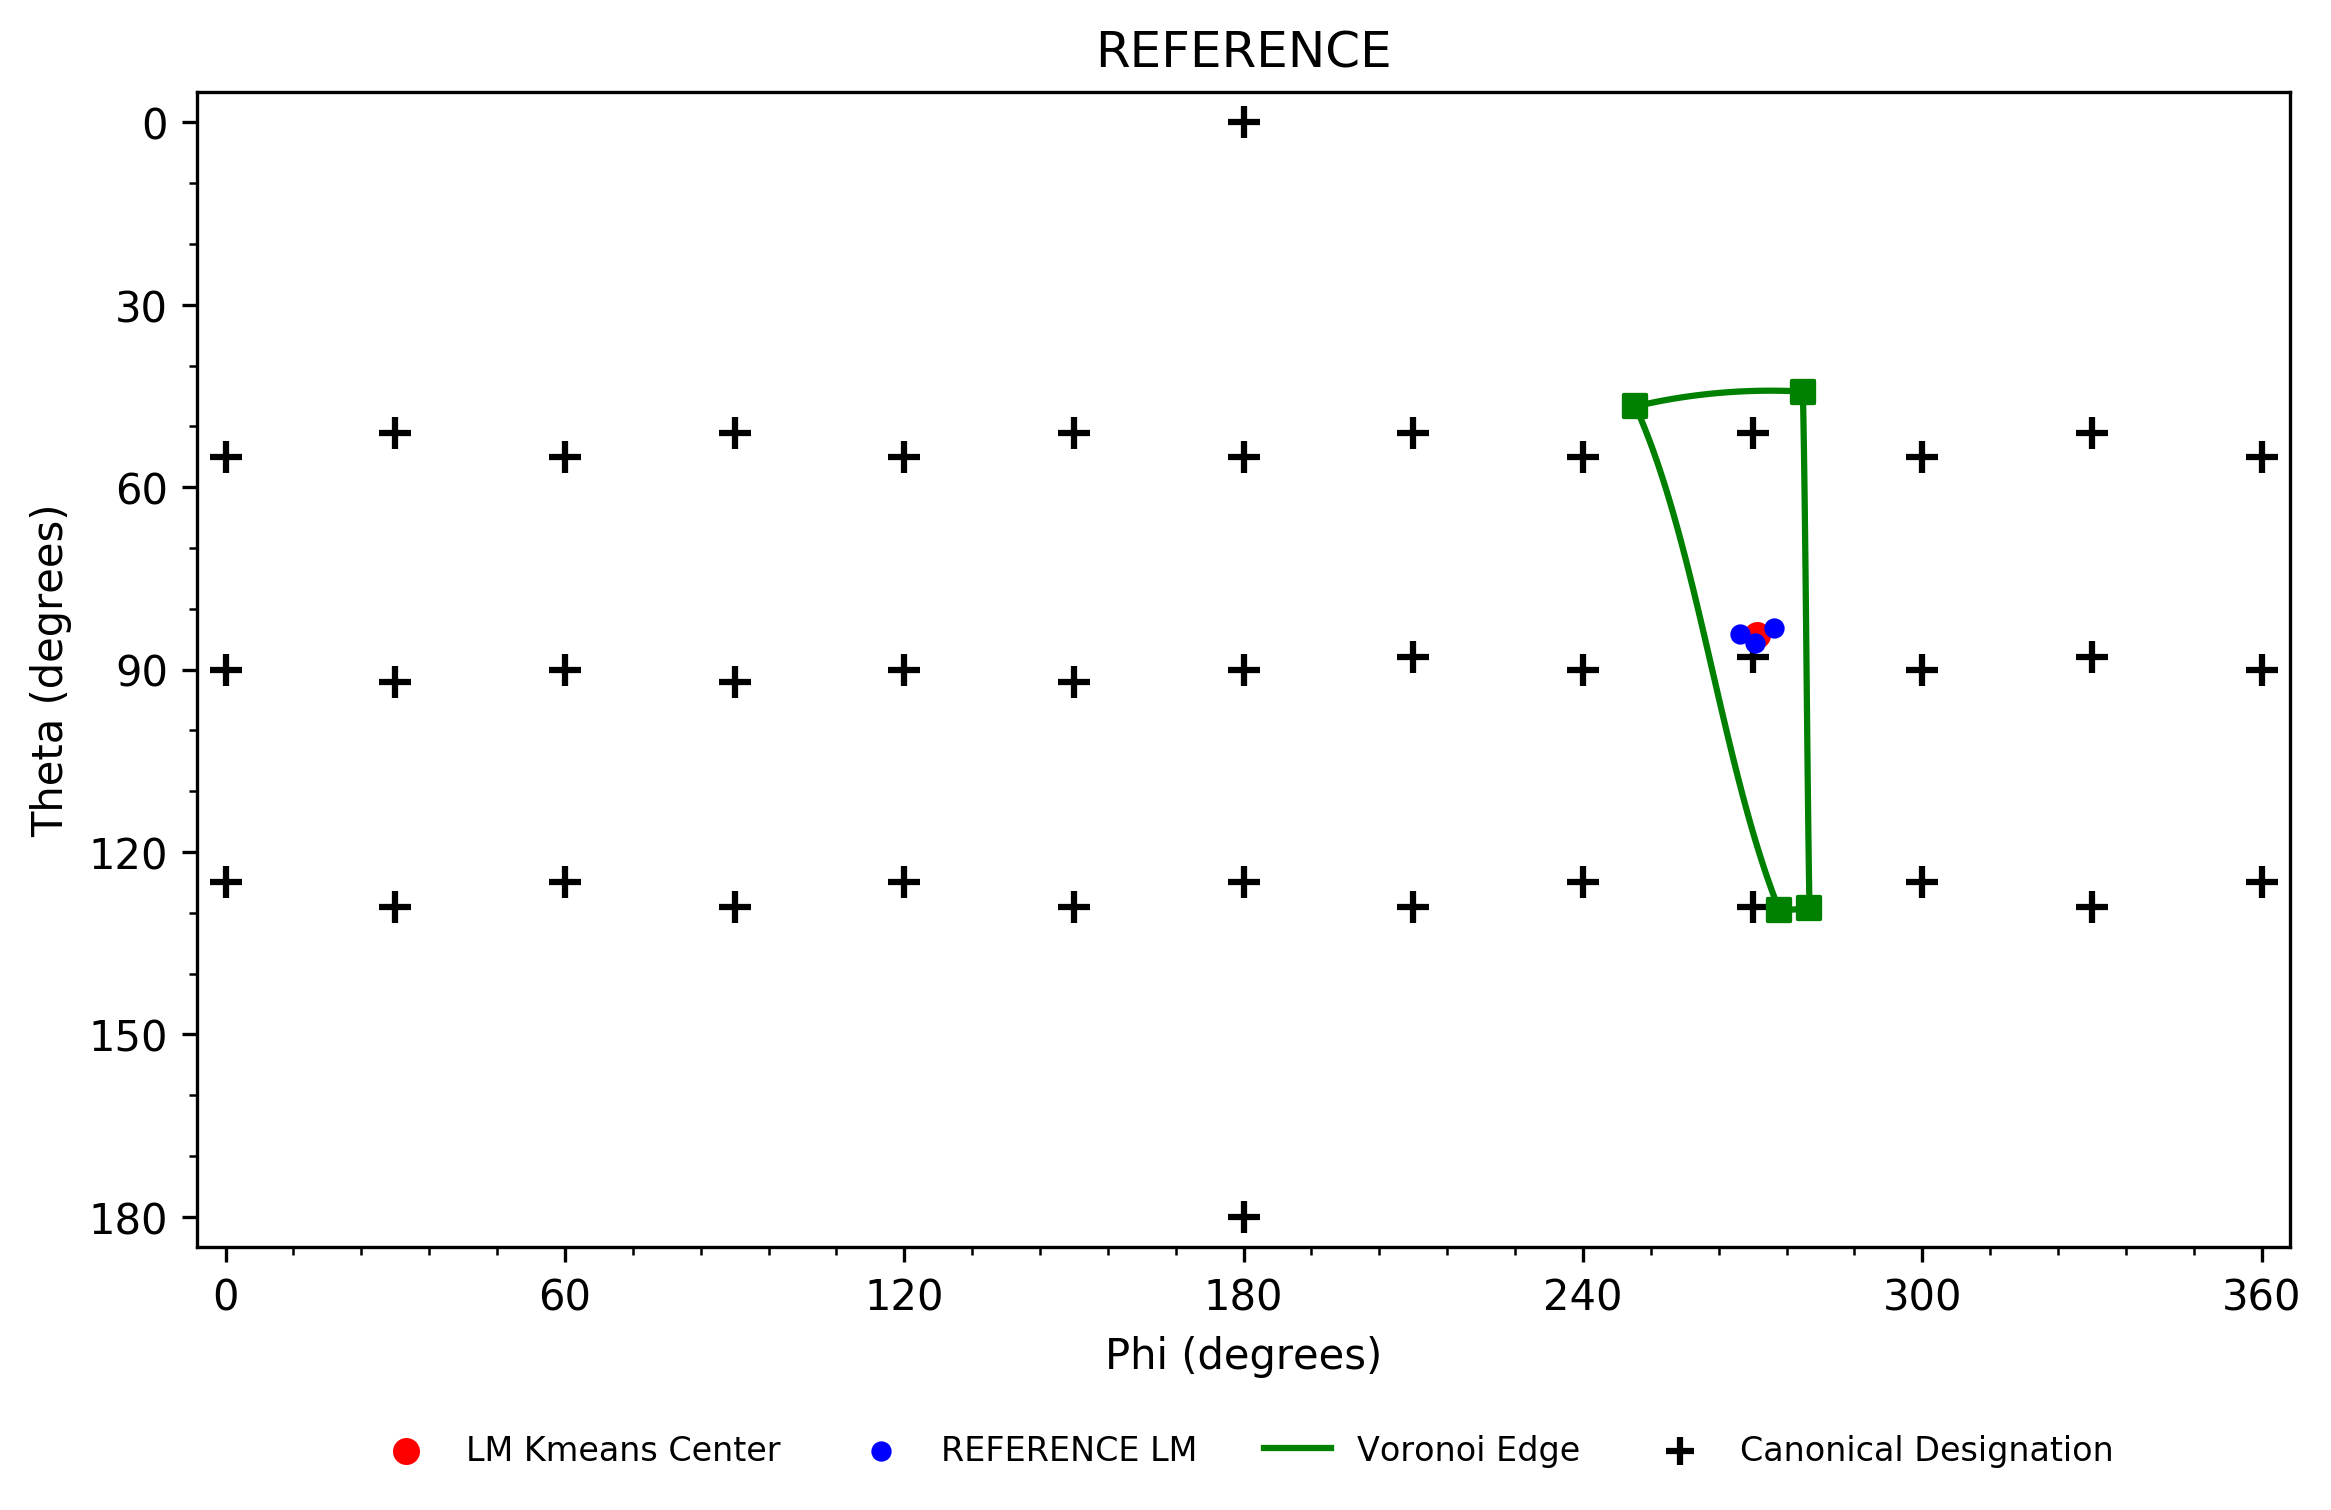 REFERENCE
0
30
60
90
120
150
180
Theta (degrees)
0 60 120 180 240 300 360
Phi (degrees)
LM Kmeans Center REFERENCE LM Voronoi Edge Canonical Designation